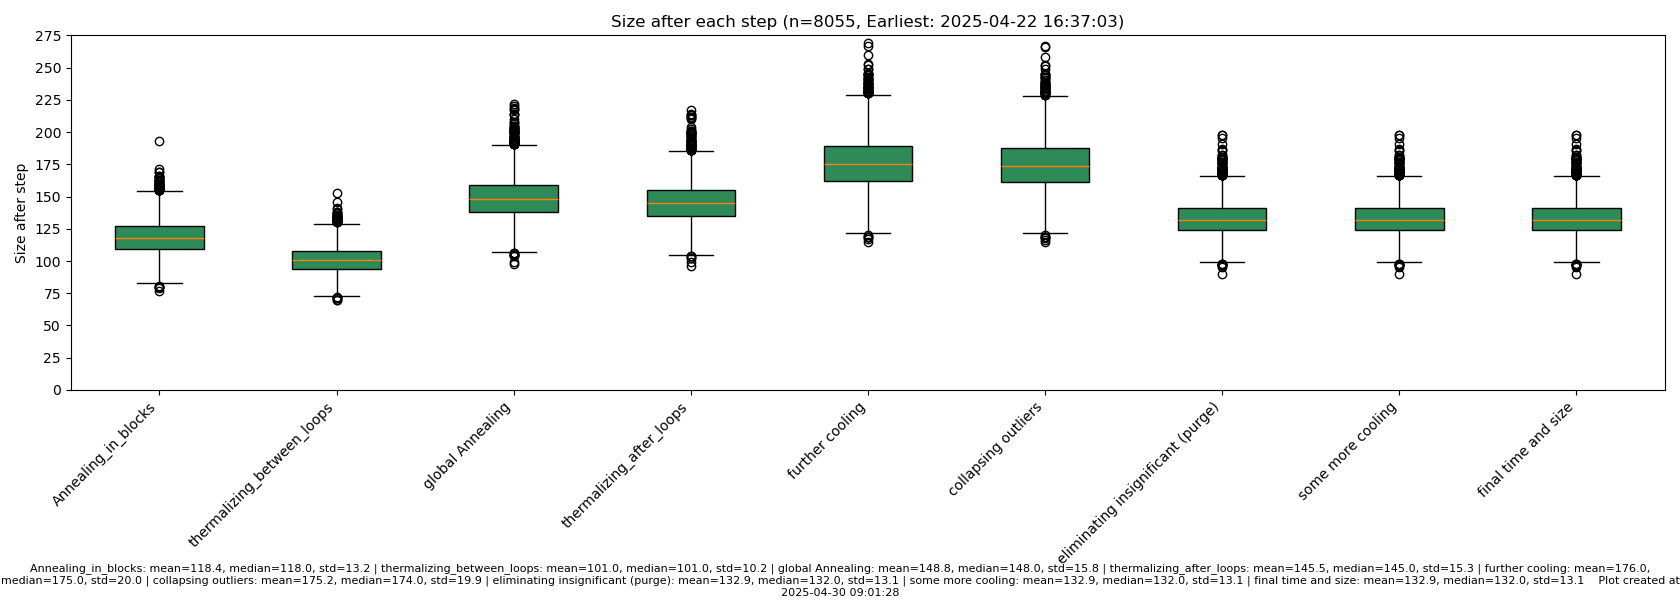 Size after each step (n=8055, Earliest: 2025-04-22 16:37:03)
275
250
225
200
175
150
125
100
75
50
25
0
Size after step
Annealing_in_blocks
thermalizing_between_loops
global Annealing
thermalizing_after_loops
further cooling
collapsing outliers
eliminating insignificant (purge)
some more cooling
final time and size
Annealing_in_blocks: mean=118.4, median=118.0, std=13.2 | thermalizing_between_loops: mean=101.0, median=101.0, std=10.2 | global Annealing: mean=148.8, median=148.0, std=15.8 | thermalizing_after_loops: mean=145.5, median=145.0, std=15.3 | further cooling: mean=176.0,
median=175.0, std=20.0 | collapsing outliers: mean=175.2, median=174.0, std=19.9 | eliminating insignificant (purge): mean=132.9, median=132.0, std=13.1 | some more cooling: mean=132.9, median=132.0, std=13.1 | final time and size: mean=132.9, median=132.0, std=13.1 Plot created at
2025-04-30 09:01:28